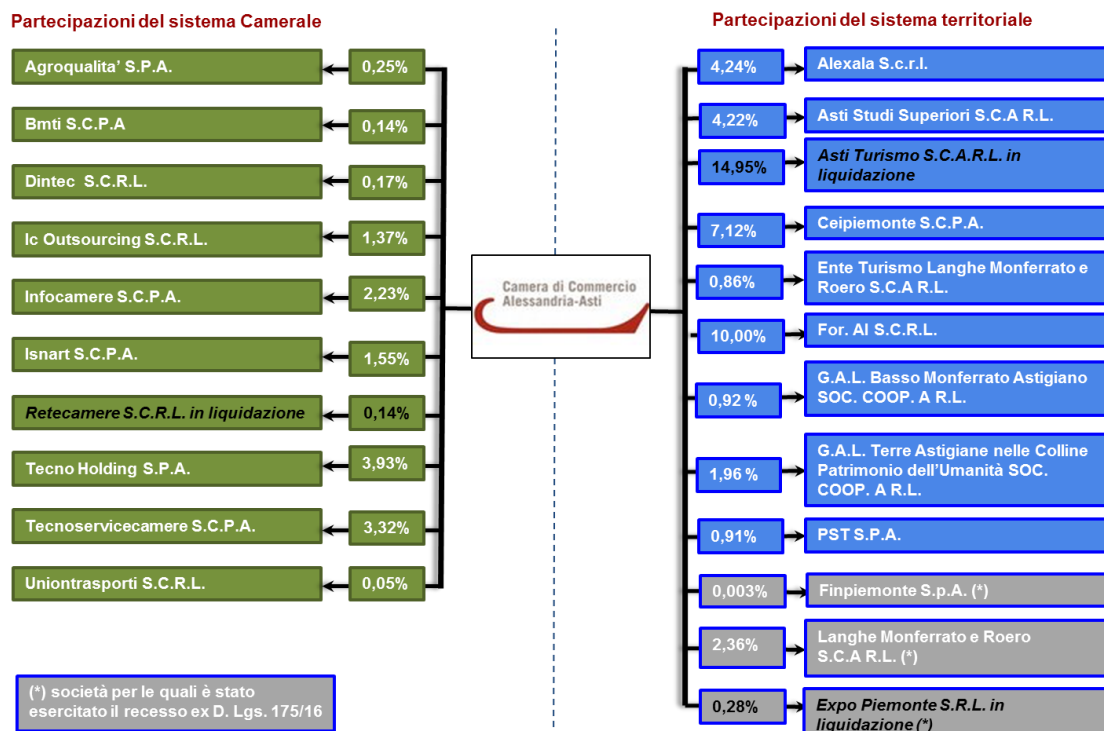 Partecipazioni del sistema Camerale
Agroqualita' S.P.A.
0,25%
Bmti S.C.P.A
0,14%
Dintec S.C.R.L.
0,17%
Ic Outsourcing S.C.R.L.
1,37%
Infocamere S.C.P.A.
2,23%
Isnart S.C.P.A.
1,55%
Retecamere S.C.R.L. in liquidazione
0,14%
Tecno Holding S.P.A.
3,93%
Tecnoservicecamere S.C.P.A.
3,32%
Uniontrasporti S.C.R.L.
0,05%
(*) società per le quali è stato
esercitato il recesso ex D. Lgs. 175/16
Camera di Commercio
Alessandria-Asti
Partecipazioni del sistema territoriale
4,24%
Alexala S.c.r.l.
4,22%
Asti Studi Superiori S.C.A R.L.
14,95%
Asti Turismo S.C.A.R.L. in
liquidazione
7,12%
Ceipiemonte S.C.P.A.
0,86%
Ente Turismo Langhe Monferrato e
Roero S.C.A R.L.
10,00%
For. Al S.C.R.L.
0,92 %
G.A.L. Basso Monferrato Astigiano
SOC. COOP. A R.L.
1,96 %
G.A.L. Terre Astigiane nelle Colline
Patrimonio dell'Umanità SOC.
COOP. A R.L.
0,91%
PST S.P.A.
0,003%
Finpiemonte S.p.A. (*)
2,36%
Langhe Monferrato e Roero
S.C.A R.L. (*)
0,28%
Expo Piemonte S.R.L. in
liquidazione (*)